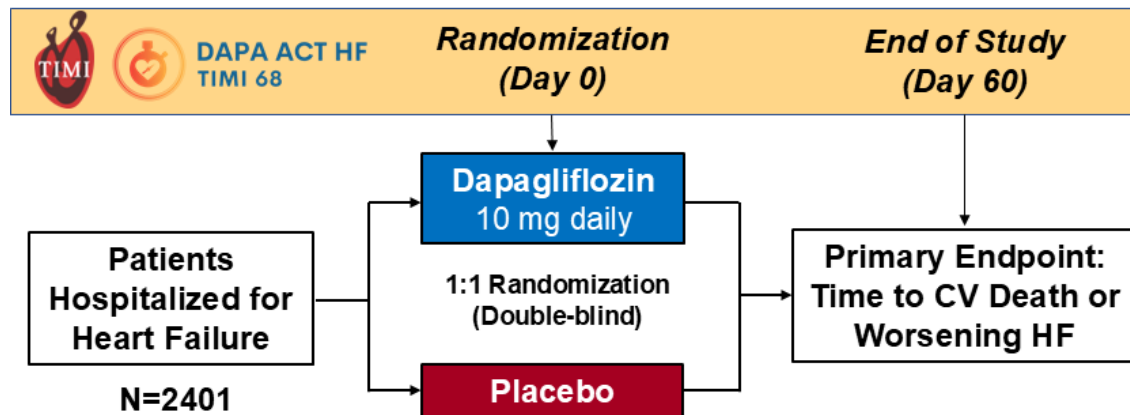 TIMI
DAPA ACT HF
TIMI 68
Randomization
(Day 0)
End of Study
(Day 60)
Dapagliflozin
10 mg daily
Patients
Hospitalized for
Heart Failure
N=2401
1:1 Randomization
(Double-blind)
Placebo
Primary Endpoint:
Time to CV Death or
Worsening HF